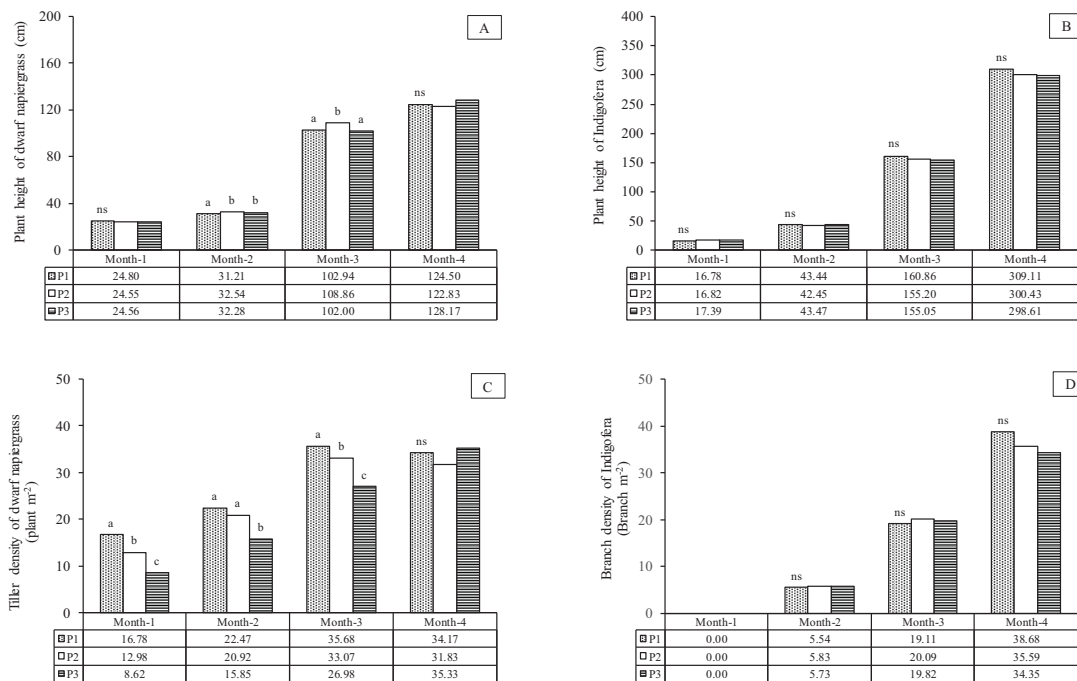 A
Plant height of dwarf napiergrass (cm)
200
160
120
80
40
0
ns
a b b
a b a
ns
Month-1 Month-2 Month-3 Month-4
P1 24.80 31.21 102.94 124.50
P2 24.55 32.54 108.86 122.83
P3 24.56 32.28 102.00 128.17
B
Plant height of Indigofera (cm)
400
350
300
250
200
150
100
50
0
ns
ns
ns
ns
Month-1 Month-2 Month-3 Month-4
P1 16.78 43.44 160.86 309.11
P2 16.82 42.45 155.20 300.43
P3 17.39 43.47 155.05 298.61
C
Tiller density of dwarf napiergrass
(plant m⁻²)
50
40
30
20
10
0
a b c
a a b
a b c
ns
Month-1 Month-2 Month-3 Month-4
P1 16.78 22.47 35.68 34.17
P2 12.98 20.92 33.07 31.83
P3 8.62 15.85 26.98 35.33
D
Branch density of Indigofera
(Branch m⁻²)
50
40
30
20
10
0
ns
ns
ns
Month-1 Month-2 Month-3 Month-4
P1 0.00 5.54 19.11 38.68
P2 0.00 5.83 20.09 35.59
P3 0.00 5.73 19.82 34.35